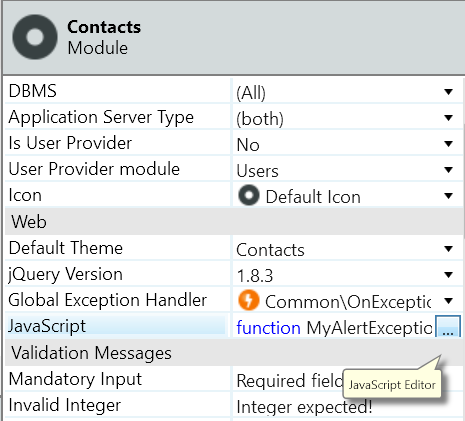 Contacts
Module
DBMS (All)
Application Server Type (both)
Is User Provider No
User Provider module Users
Icon Default Icon
Web
Default Theme Contacts
jQuery Version 1.8.3
Global Exception Handler Common\OnExceptic
JavaScript function MyAlertExceptio ...
Validation Messages
Mandatory Input Required field
JavaScript Editor
Invalid Integer Integer expected!